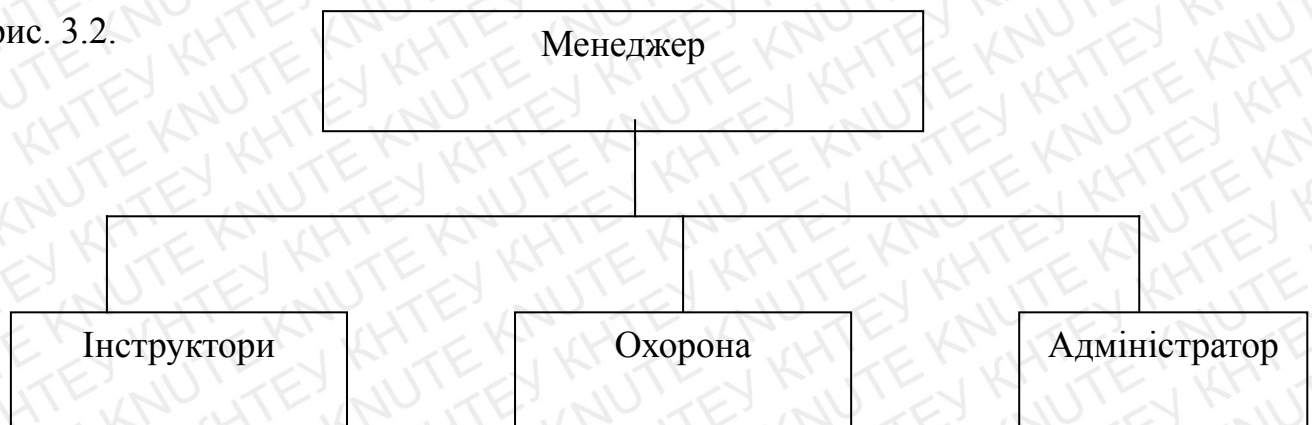 рис. 3.2.
Менеджер
Інструктори
Охорона
Адміністратор